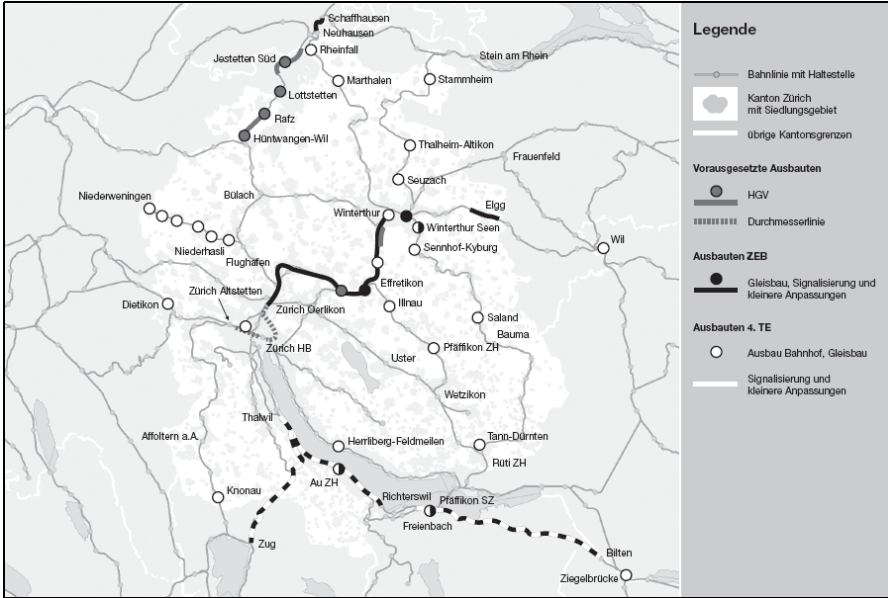 Schaffhausen
Neuhausen
Rheinfall
Jestetten Süd
Stein am Rhein
Marthalen
Stammheim
Lottstetten
Rafz
Hüntwangen-Wil
Thalheim-Altikon
Frauenfeld
Seuzach
Niederweningen
Bülach
Winterthur
Elgg
Winterthur Seen
Wil
Niederhasli
Sennhof-Kyburg
Flughafen
Zürich Altstetten
Effretikon
Dietikon
Zürich Oerlikon
Illnau
Saland
Bauma
Zürich HB
Uster
Pfäffikon ZH
Wetzikon
Thalwil
Affoltern a.A.
Herrliberg-Feldmeilen
Tann-Dürnten
Rüti ZH
Knonau
Au ZH
Richterswil
Pfäffikon SZ
Freienbach
Zug
Bilten
Ziegelbrücke
Legende
Bahnlinie mit Haltestelle
Kanton Zürich
mit Siedlungsgebiet
übrige Kantonsgrenzen
Vorausgesetzte Ausbauten
HGV
Durchmesserlinie
Ausbauten ZEB
Gleisbau, Signalisierung und
kleinere Anpassungen
Ausbauten 4. TE
Ausbau Bahnhof, Gleisbau
Signalisierung und
kleinere Anpassungen